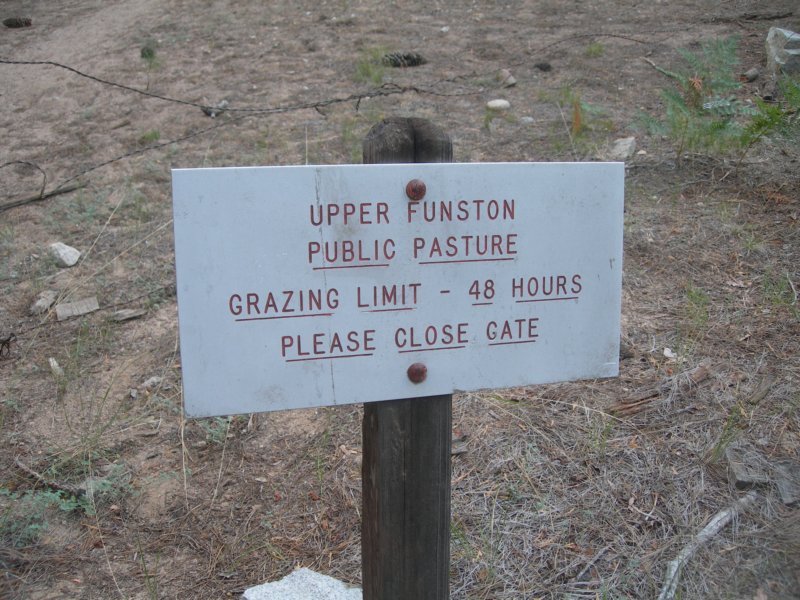 UPPER FUNSTON
PUBLIC PASTURE
GRAZING LIMIT - 48 HOURS
PLEASE CLOSE GATE